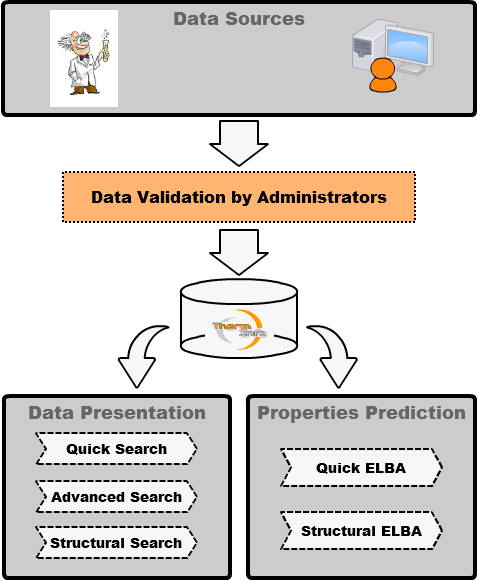 Data Sources
Data Validation by Administrators
Therm
Data Presentation
Quick Search
Advanced Search
Structural Search
Properties Prediction
Quick ELBA
Structural ELBA